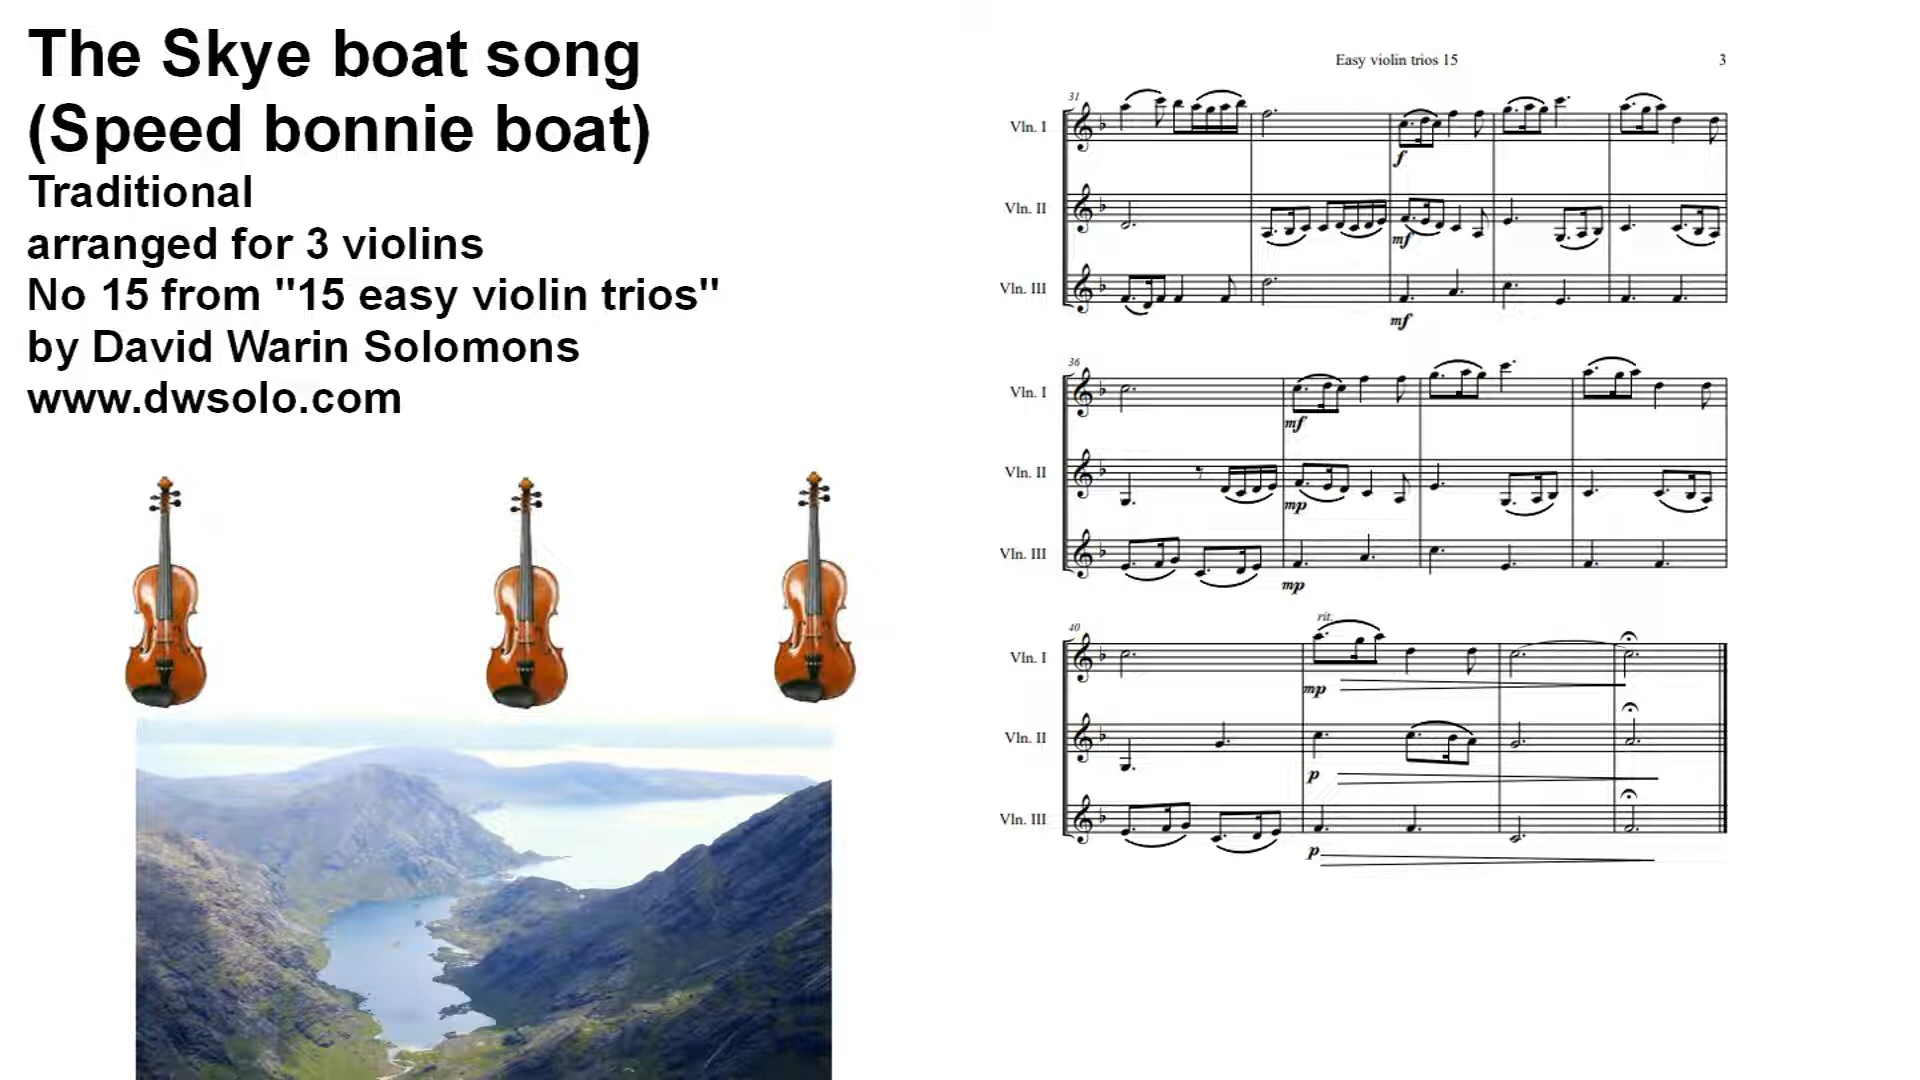 The Skye boat song
(Speed bonnie boat)
Traditional
arranged for 3 violins
No 15 from "15 easy violin trios"
by David Warin Solomons
www.dwsolo.com
Easy violin trios 15
3
31
Vln. I
f
Vln. II
mf
Vln. III
mf
36
Vln. I
mf
Vln. II
mp
Vln. III
mp
40
rit.
Vln. I
mp
Vln. II
p
Vln. III
p